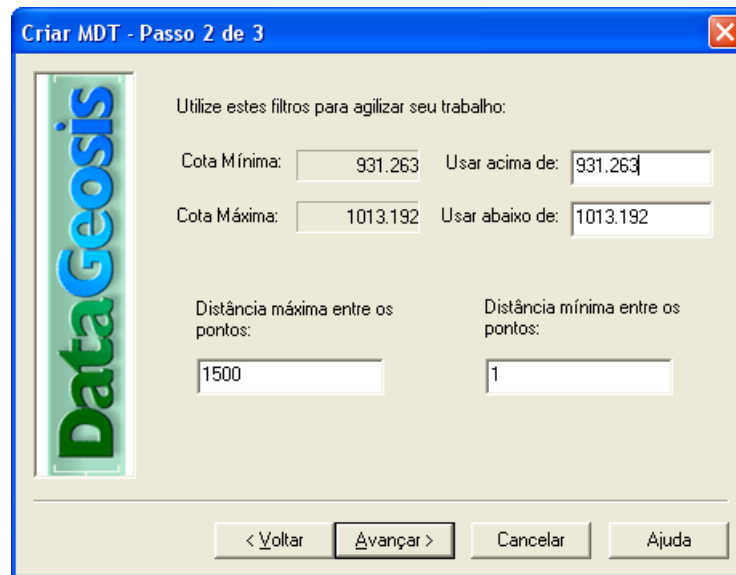 Criar MDT - Passo 2 de 3
DataGeosis
Utilize estes filtros para agilizar seu trabalho:
Cota Mínima: 931.263 Usar acima de: 931.263
Cota Máxima: 1013.192 Usar abaixo de: 1013.192
Distância máxima entre os pontos:
1500
Distância mínima entre os pontos:
1
< Voltar Avançar > Cancelar Ajuda